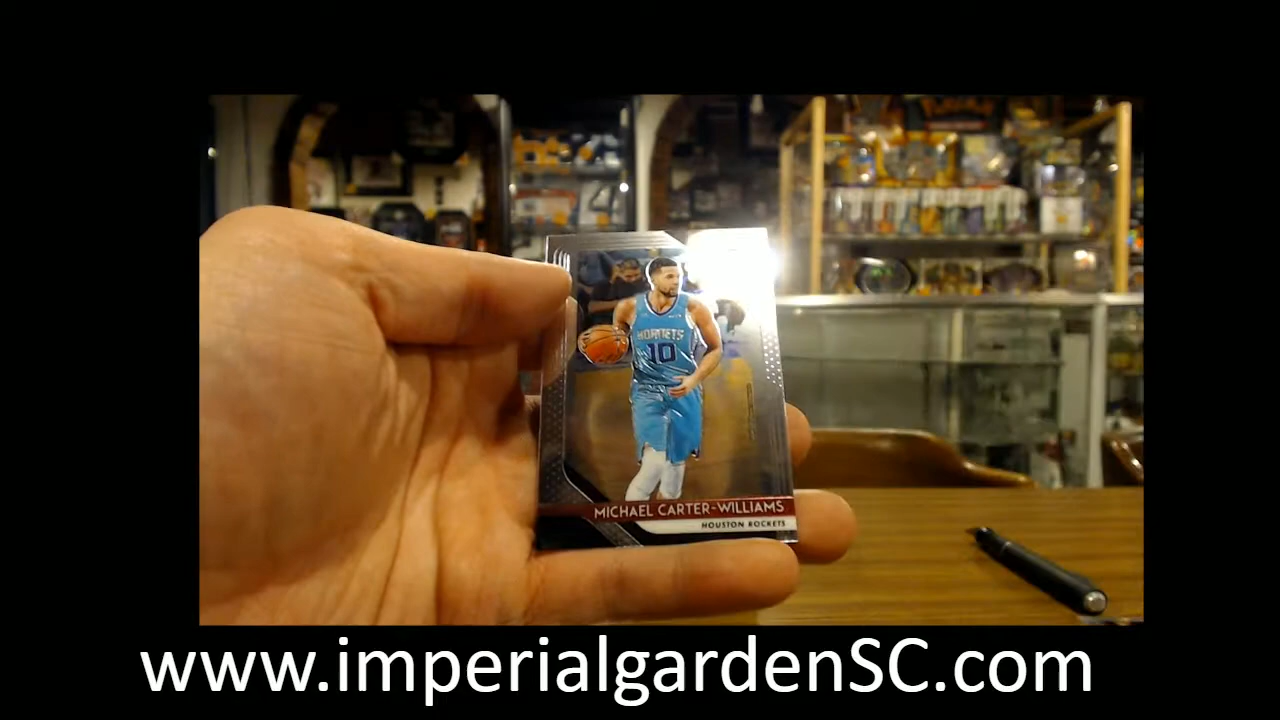 HORNETS
10
MICHAEL CARTER-WILLIAMS
HOUSTON ROCKETS
www.imperialgardenSC.com